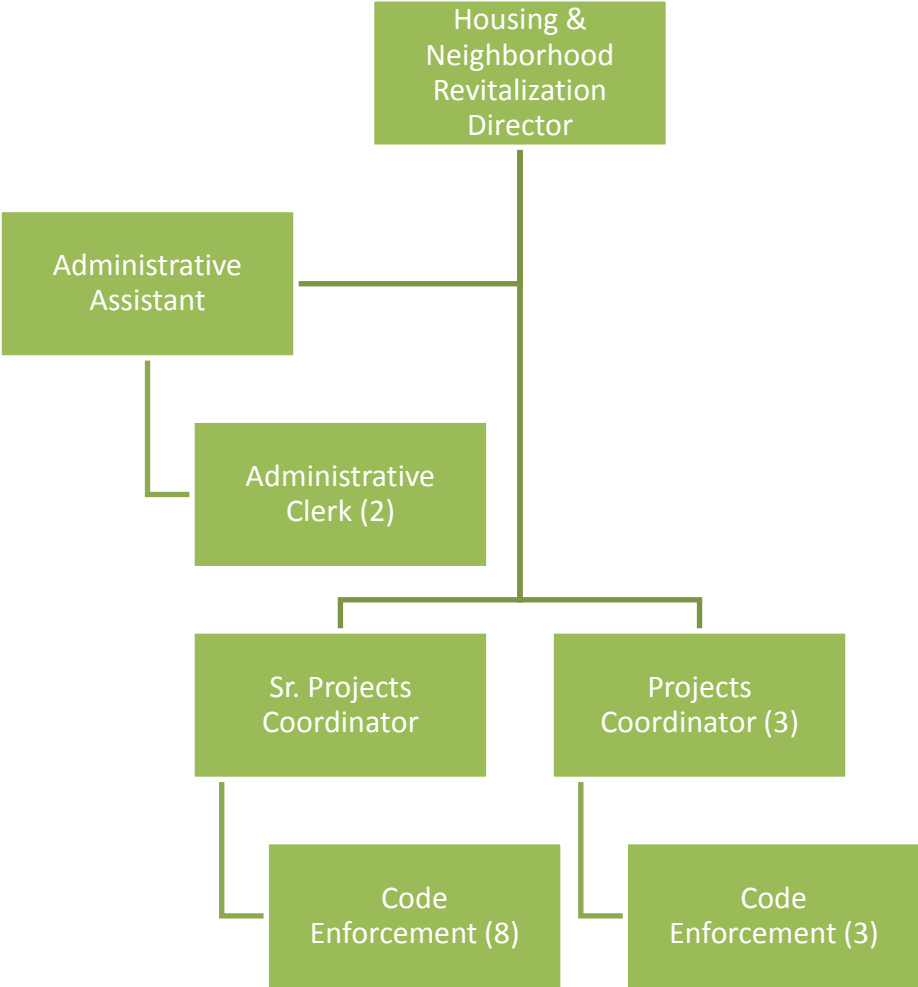 Housing &
Neighborhood
Revitalization
Director
Administrative
Assistant
Administrative
Clerk (2)
Sr. Projects
Coordinator
Projects
Coordinator (3)
Code
Enforcement (8)
Code
Enforcement (3)